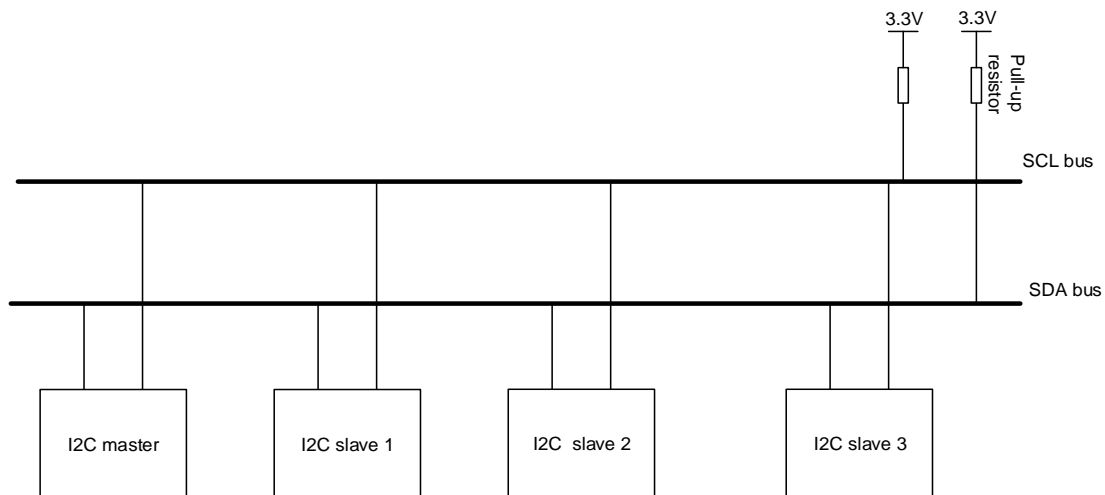 3.3V
3.3V
Pull-up
resistor
SCL bus
SDA bus
I2C master
I2C slave 1
I2C slave 2
I2C slave 3